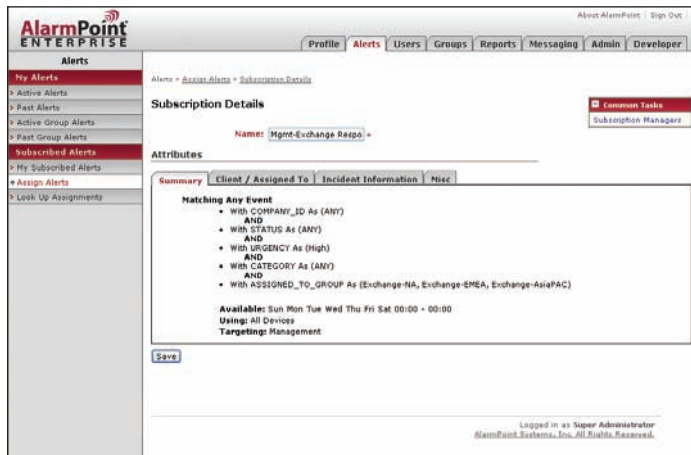 About AlarmPoint | Sign Out
AlarmPoint
ENTERPRISE
Profile
Alerts
Users
Groups
Reports
Messaging
Admin
Developer
Alerts
My Alerts
Active Alerts
Past Alerts
Active Group Alerts
Past Group Alerts
Subscribed Alerts
My Subscribed Alerts
Assign Alerts
Look Up Assignments
Alerts » Assign Alerts » Subscription Details
Subscription Details
Common Tasks
Subscription Managers
Name: Mgmt-Exchange Respo
Attributes
Summary
Client / Assigned To
Incident Information
Misc
Matching Any Event
• With COMPANY_ID As (ANY)
AND
• With STATUS As (ANY)
AND
• With URGENCY As (High)
AND
• With CATEGORY As (ANY)
AND
• With ASSIGNED_TO_GROUP As (Exchange-NA, Exchange-EMEA, Exchange-AsiaPAC)
Available: Sun Mon Tue Wed Thu Fri Sat 00:00 - 00:00
Using: All Devices
Targeting: Management
Save
Logged in as Super Administrator
AlarmPoint Systems, Inc. All Rights Reserved.